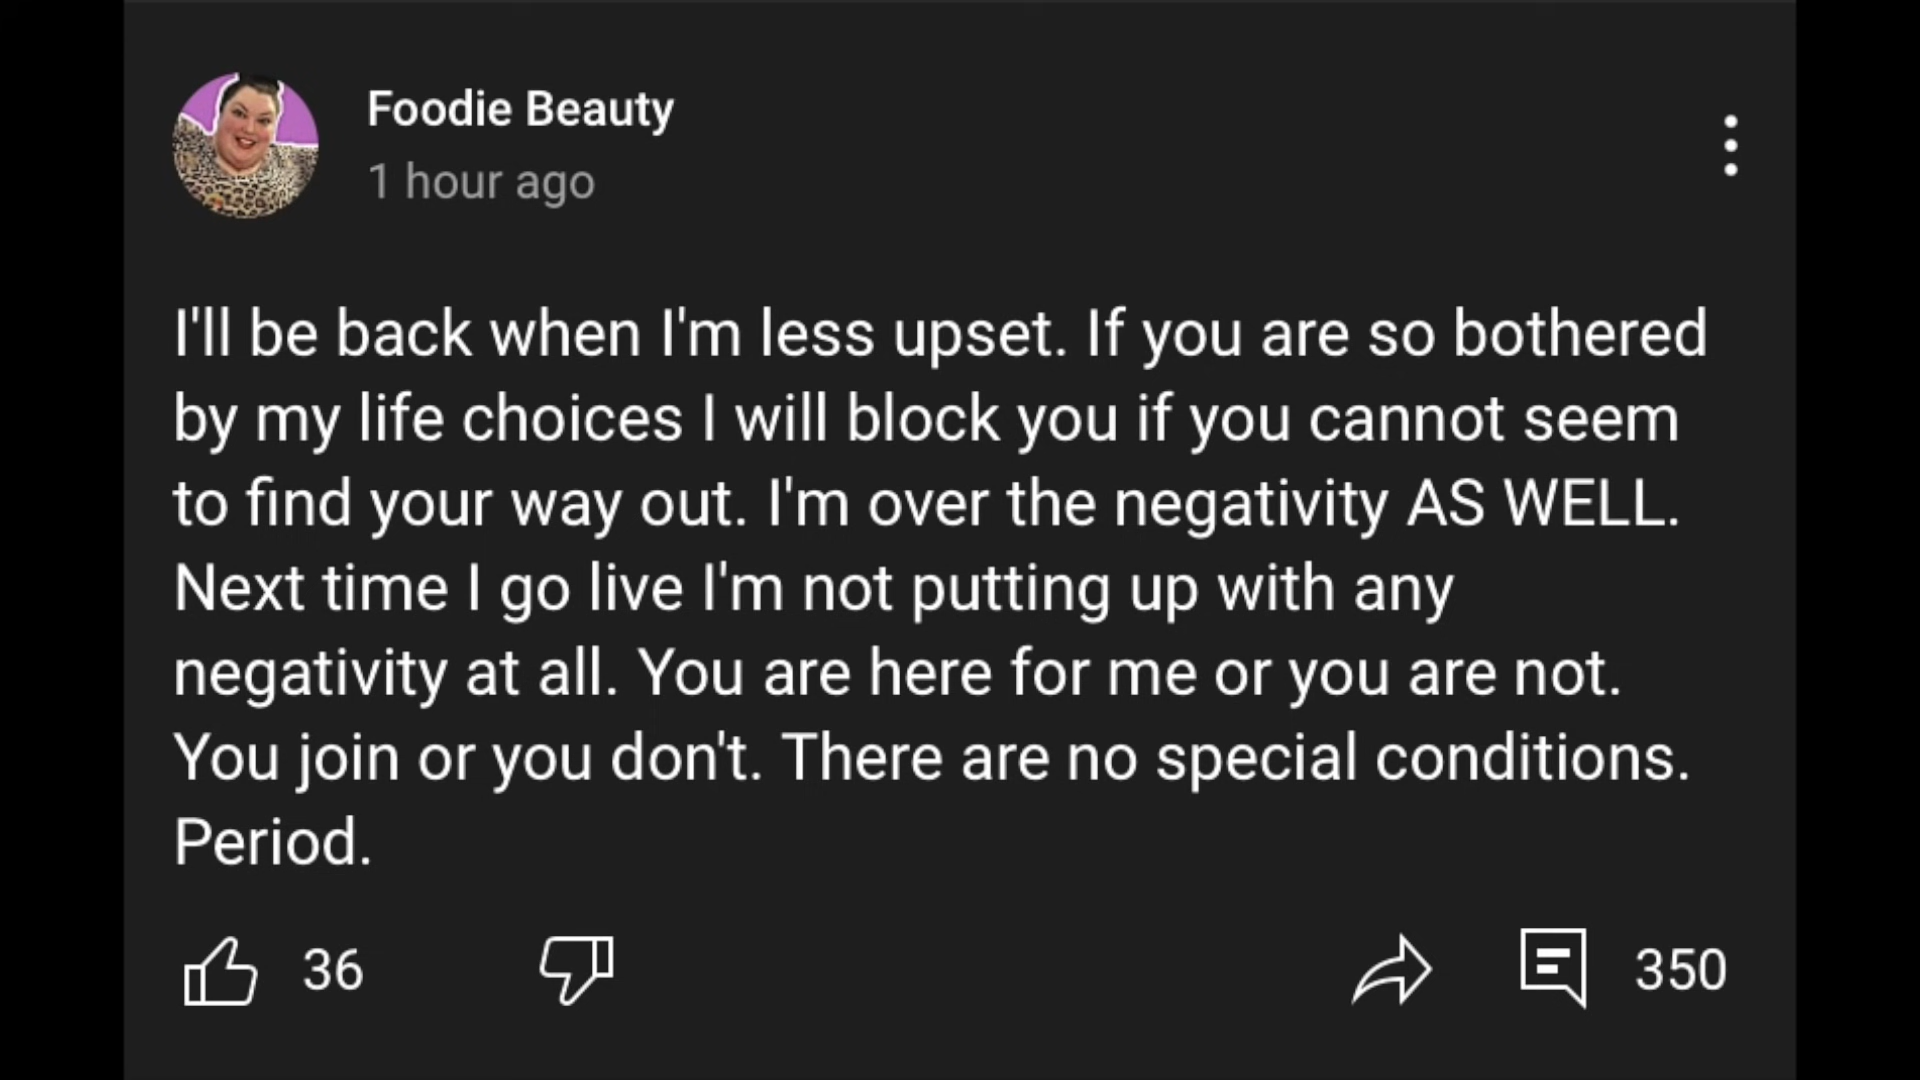 Foodie Beauty
1 hour ago
I'll be back when I'm less upset. If you are so bothered
by my life choices I will block you if you cannot seem
to find your way out. I'm over the negativity AS WELL.
Next time I go live I'm not putting up with any
negativity at all. You are here for me or you are not.
You join or you don't. There are no special conditions.
Period.
36
350